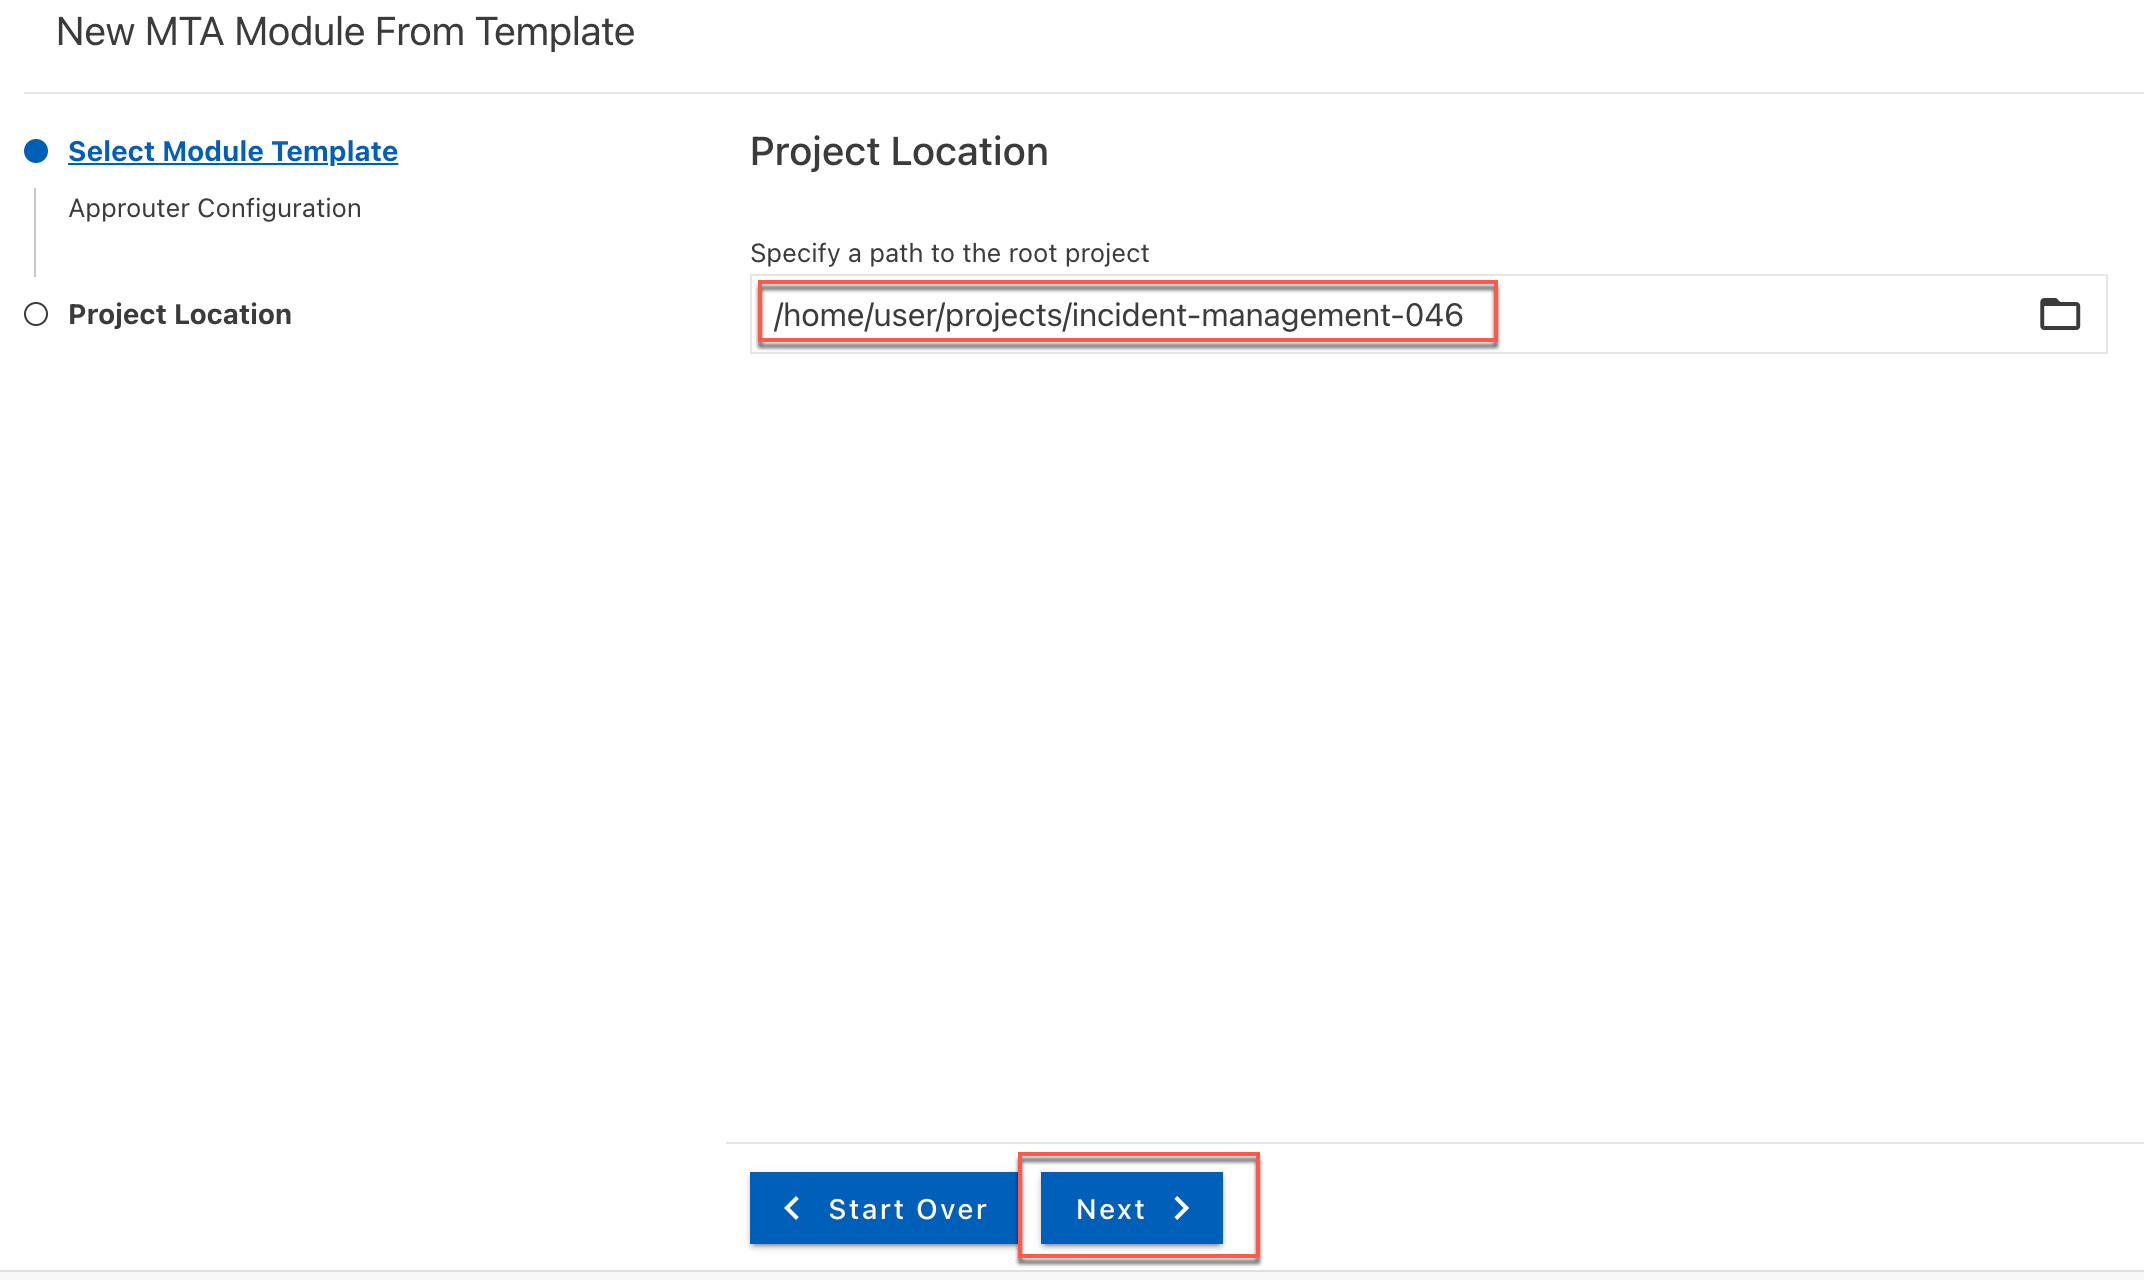 New MTA Module From Template
Select Module Template
Approuter Configuration
Project Location
Project Location
Specify a path to the root project
/home/user/projects/incident-management-046
Start Over
Next